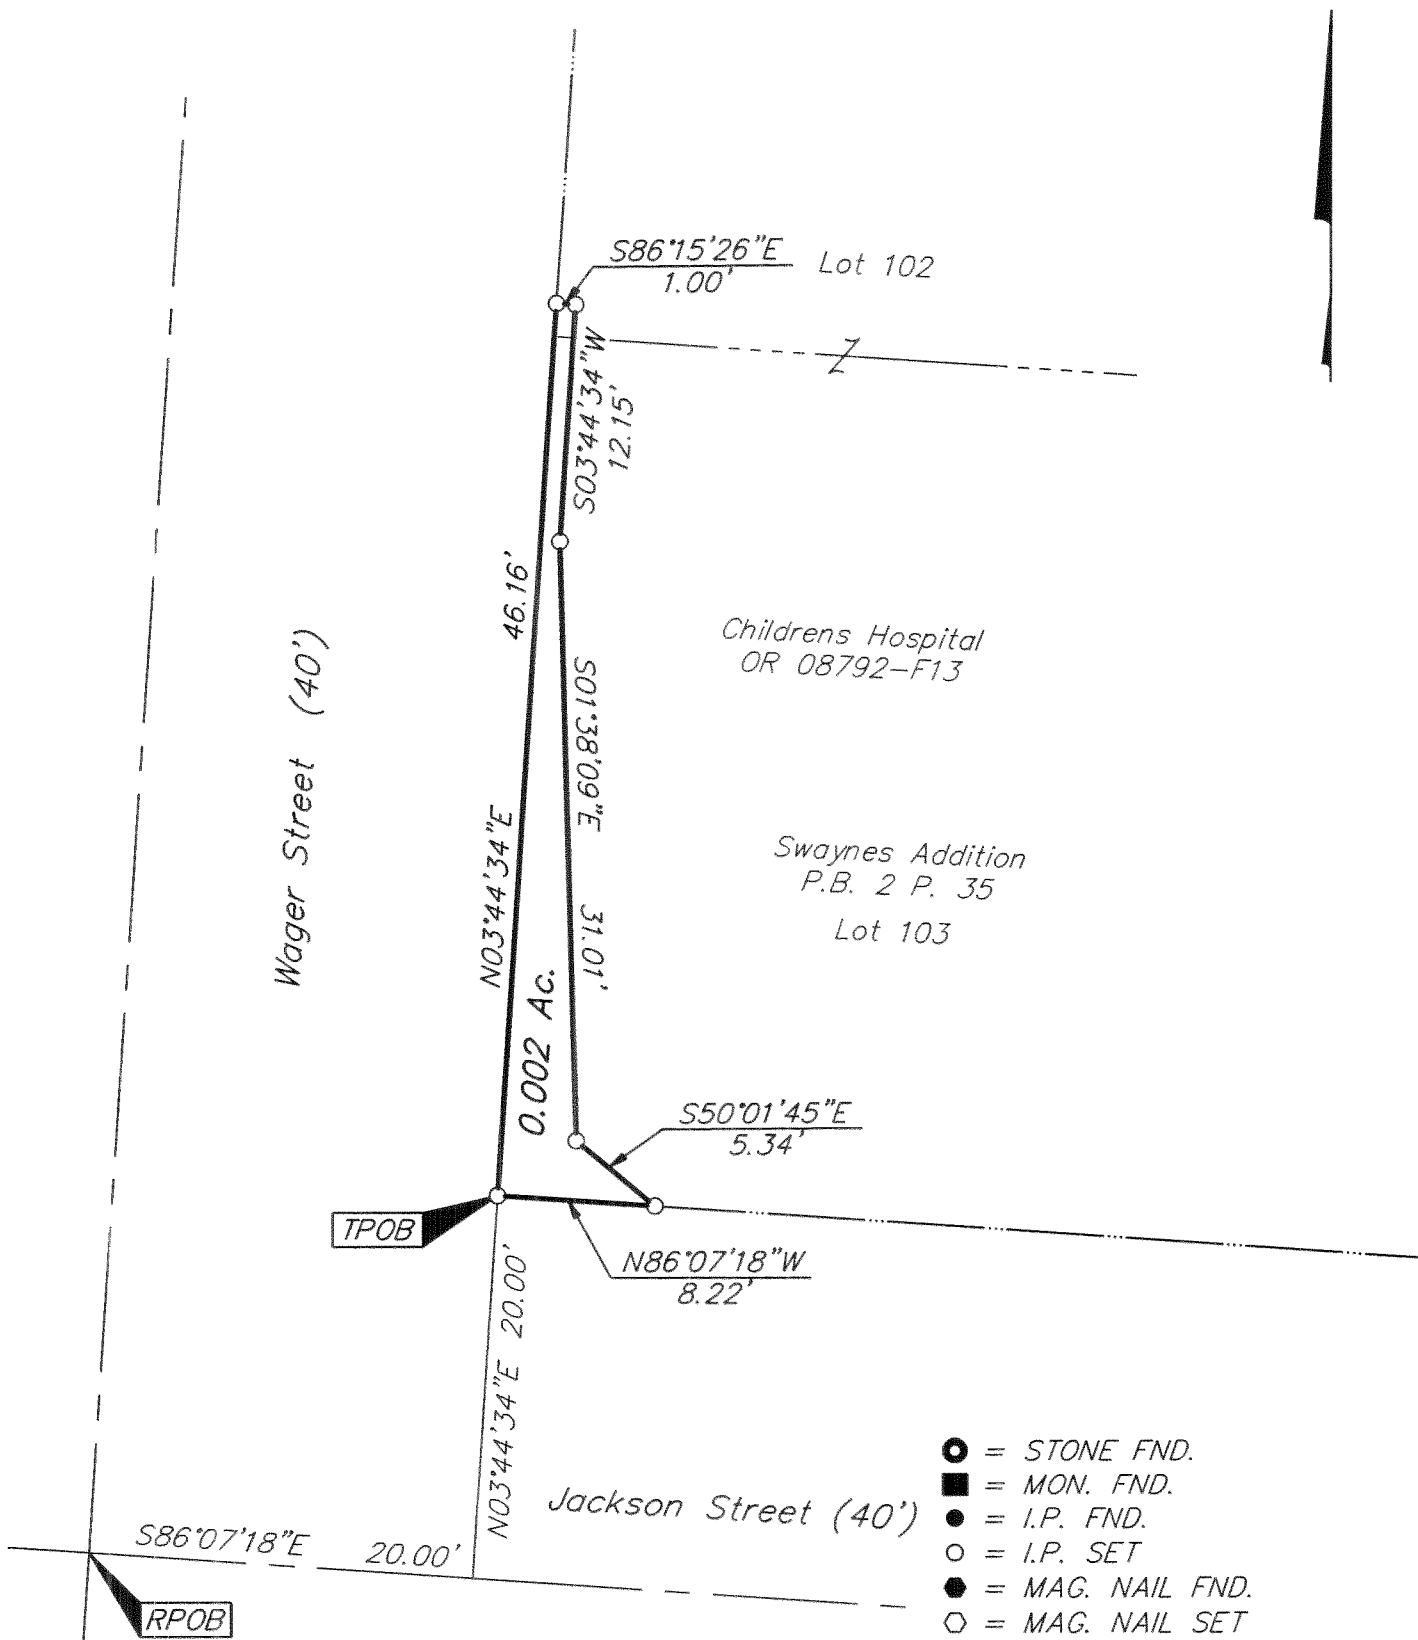 S86°15'26"E
1.00'
Lot 102
S03°44'34"W
12.15'
46.16'
N03°44'34"E
Childrens Hospital
OR 08792-F13
S01°38'09"E 31.01'
Wager Street (40')
Swaynes Addition
P.B. 2 P. 35
Lot 103
0.002 Ac.
S50°01'45"E
5.34'
TPOB
N86°07'18"W
8.22'
N03°44'34"E 20.00'
Jackson Street (40')
S86°07'18"E 20.00'
RPOB
= STONE FND.
= MON. FND.
= I.P. FND.
= I.P. SET
= MAG. NAIL FND.
= MAG. NAIL SET